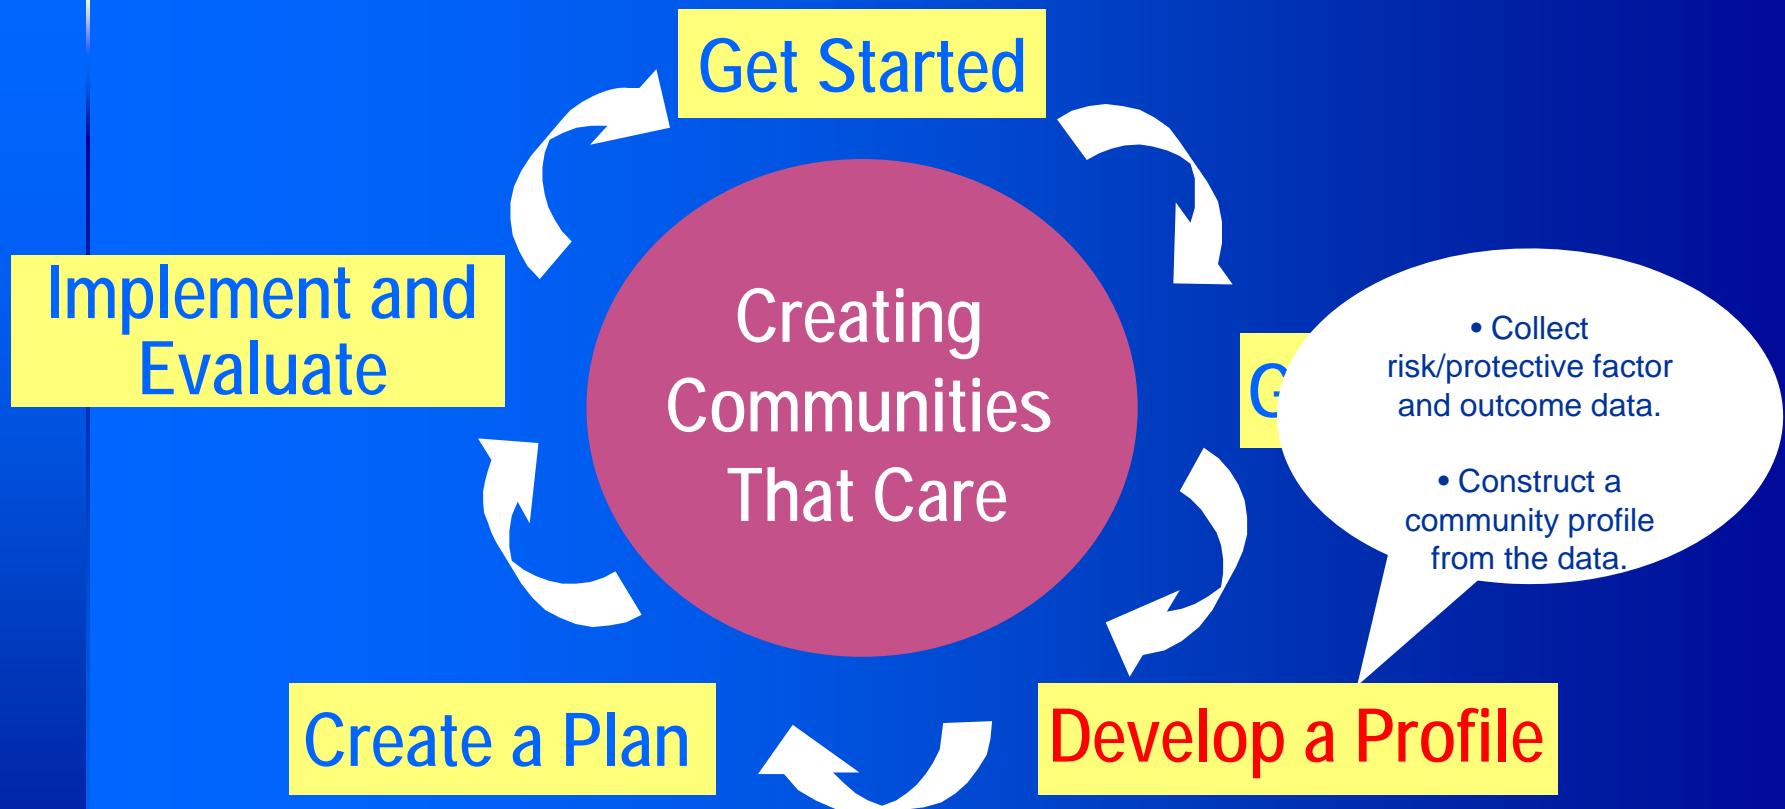 Get Started
Implement and
Evaluate
Creating
Communities
That Care
• Collect
risk/protective factor
and outcome data.
• Construct a
community profile
from the data.
Create a Plan
Develop a Profile